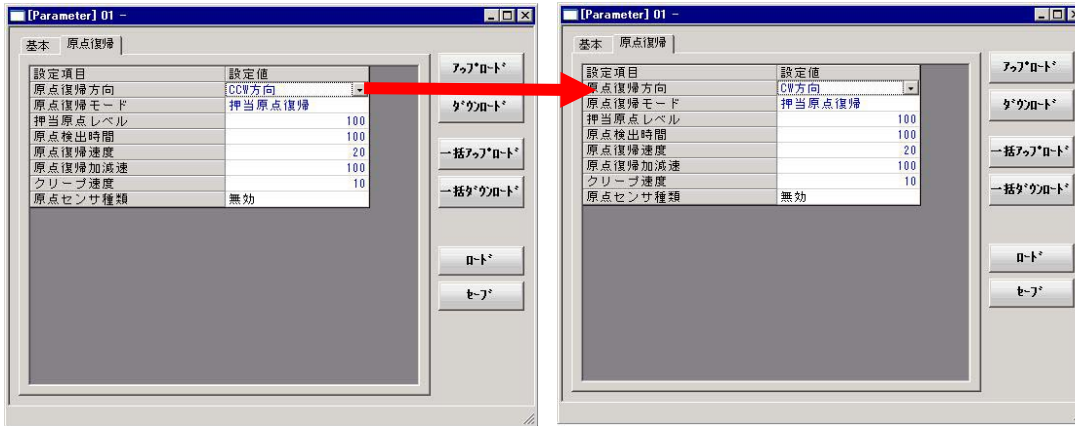 [Parameter] 01 -
基本 原点復帰
設定項目 設定値
原点復帰方向 CCW方向
原点復帰モード 押当原点復帰
押当原点レベル 100
原点検出時間 100
原点復帰速度 20
原点復帰加減速 100
クリープ速度 10
原点センサ種類 無効
ｱｯﾌﾟﾛｰﾄﾞ
ﾀﾞｳﾝﾛｰﾄﾞ
一括ｱｯﾌﾟﾛｰﾄﾞ
一括ﾀﾞｳﾝﾛｰﾄﾞ
ﾛｰﾄﾞ
ｾｰﾌﾞ
[Parameter] 01 -
基本 原点復帰
設定項目 設定値
原点復帰方向 CW方向
原点復帰モード 押当原点復帰
押当原点レベル 100
原点検出時間 100
原点復帰速度 20
原点復帰加減速 100
クリープ速度 10
原点センサ種類 無効
ｱｯﾌﾟﾛｰﾄﾞ
ﾀﾞｳﾝﾛｰﾄﾞ
一括ｱｯﾌﾟﾛｰﾄﾞ
一括ﾀﾞｳﾝﾛｰﾄﾞ
ﾛｰﾄﾞ
ｾｰﾌﾞ